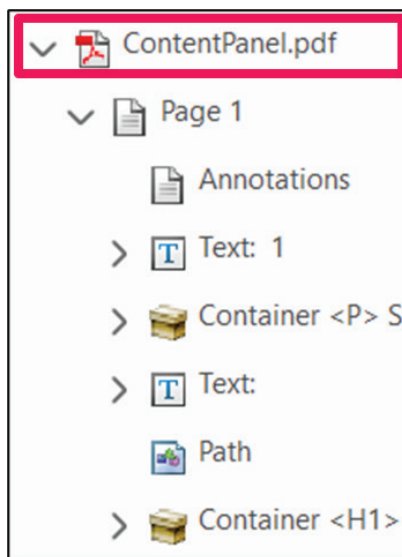 ContentPanel.pdf
Page 1
Annotations
Text: 1
Container <P> S
Text:
Path
Container <H1>